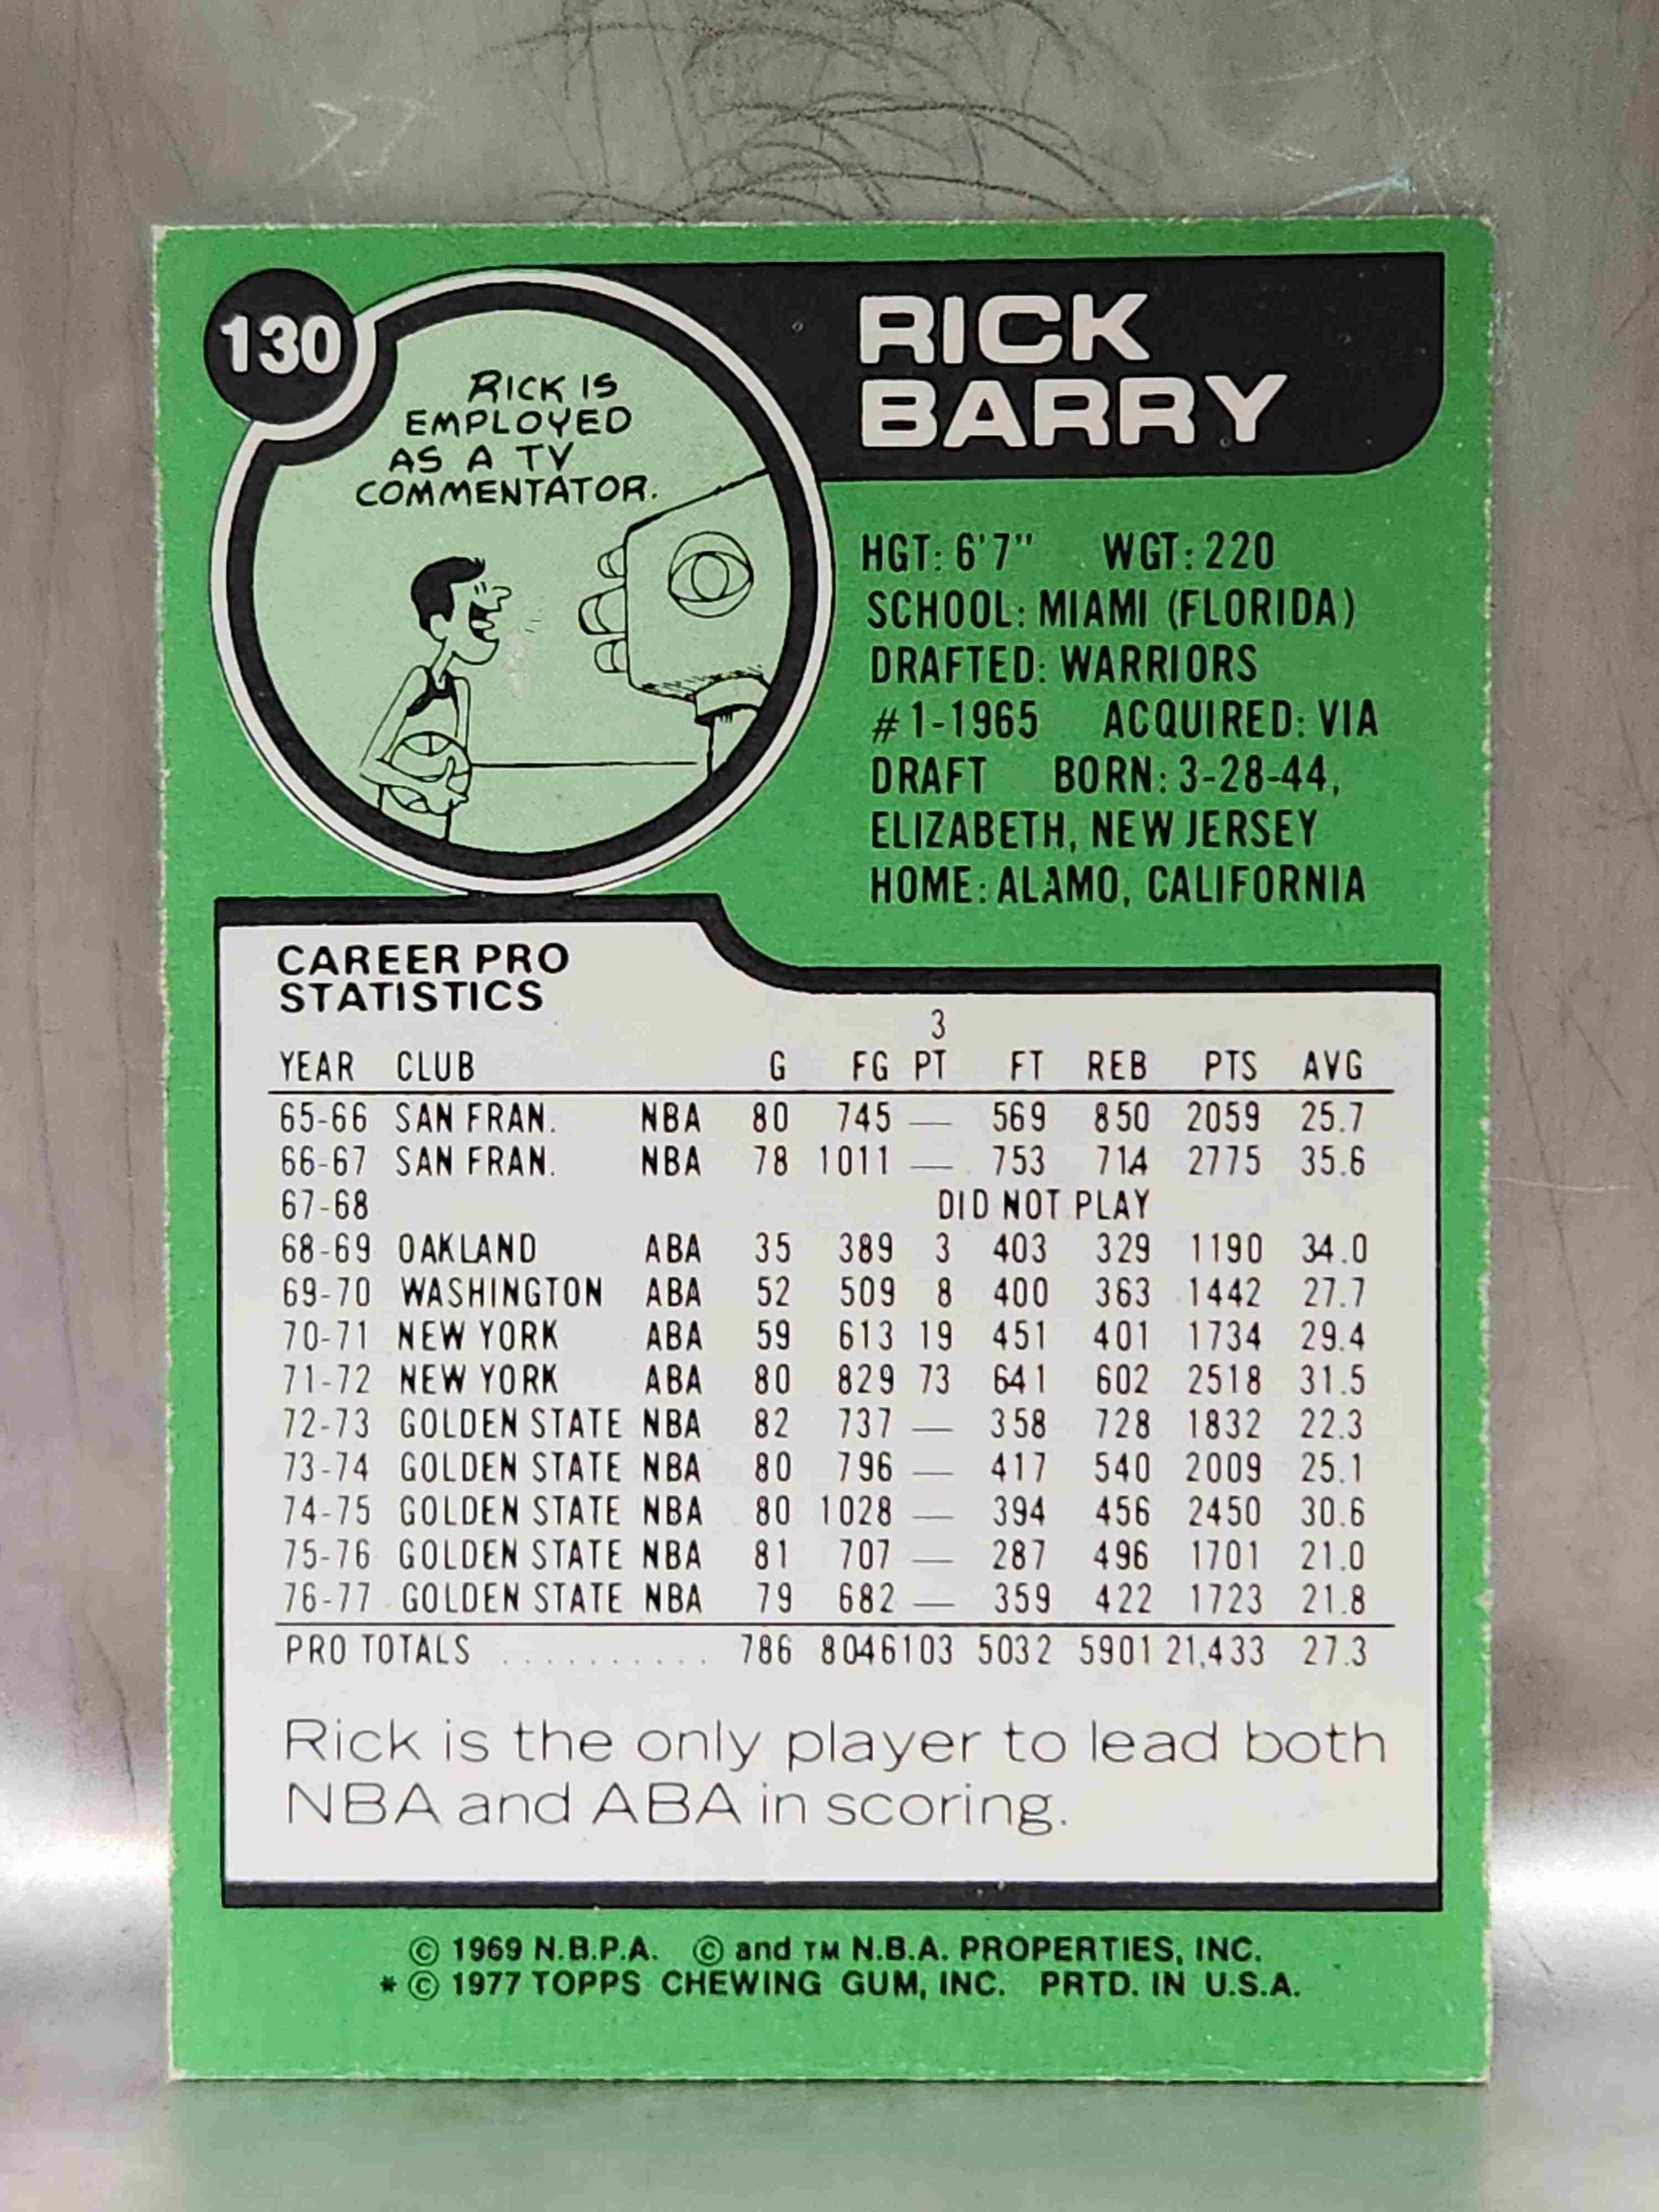 130
RICK IS
EMPLOYED
AS A TV
COMMENTATOR.
RICK
BARRY
HGT: 6'7" WGT: 220
SCHOOL: MIAMI (FLORIDA)
DRAFTED: WARRIORS
#1-1965 ACQUIRED: VIA
DRAFT BORN: 3-28-44,
ELIZABETH, NEW JERSEY
HOME: ALAMO, CALIFORNIA
CAREER PRO
STATISTICS
3
YEAR CLUB G FG PT FT REB PTS AVG
65-66 SAN FRAN. NBA 80 745 — 569 850 2059 25.7
66-67 SAN FRAN. NBA 78 1011 — 753 714 2775 35.6
67-68 DID NOT PLAY
68-69 OAKLAND ABA 35 389 3 403 329 1190 34.0
69-70 WASHINGTON ABA 52 509 8 400 363 1442 27.7
70-71 NEW YORK ABA 59 613 19 451 401 1734 29.4
71-72 NEW YORK ABA 80 829 73 641 602 2518 31.5
72-73 GOLDEN STATE NBA 82 737 — 358 728 1832 22.3
73-74 GOLDEN STATE NBA 80 796 — 417 540 2009 25.1
74-75 GOLDEN STATE NBA 80 1028 — 394 456 2450 30.6
75-76 GOLDEN STATE NBA 81 707 — 287 496 1701 21.0
76-77 GOLDEN STATE NBA 79 682 — 359 422 1723 21.8
PRO TOTALS .......... 786 8046 103 5032 5901 21,433 27.3
Rick is the only player to lead both
NBA and ABA in scoring.
© 1969 N.B.P.A. © and TM N.B.A. PROPERTIES, INC.
* © 1977 TOPPS CHEWING GUM, INC. PRTD. IN U.S.A.